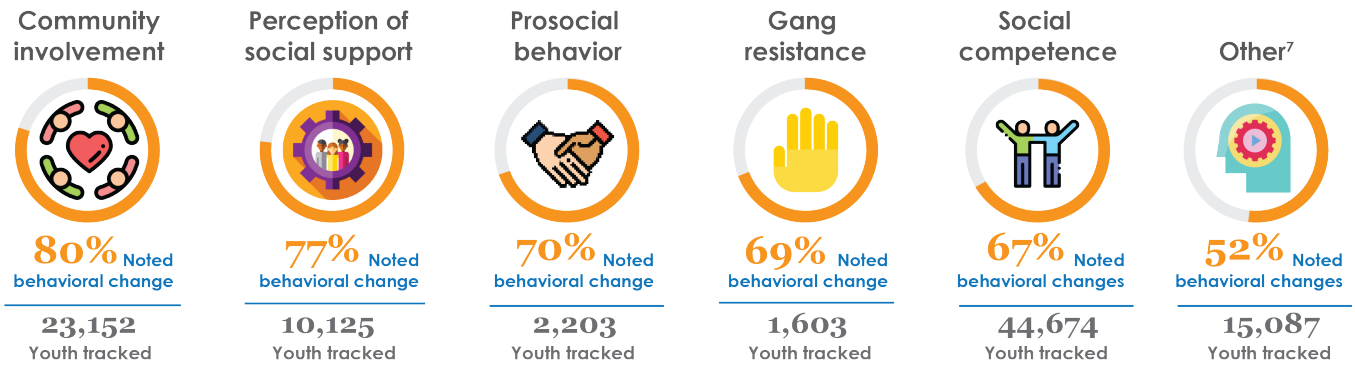 Community
involvement
80% Noted
behavioral change
23,152
Youth tracked
Perception of
social support
77% Noted
behavioral change
10,125
Youth tracked
Prosocial
behavior
70% Noted
behavioral change
2,203
Youth tracked
Gang
resistance
69% Noted
behavioral change
1,603
Youth tracked
Social
competence
67% Noted
behavioral changes
44,674
Youth tracked
Other⁷
52% Noted
behavioral changes
15,087
Youth tracked